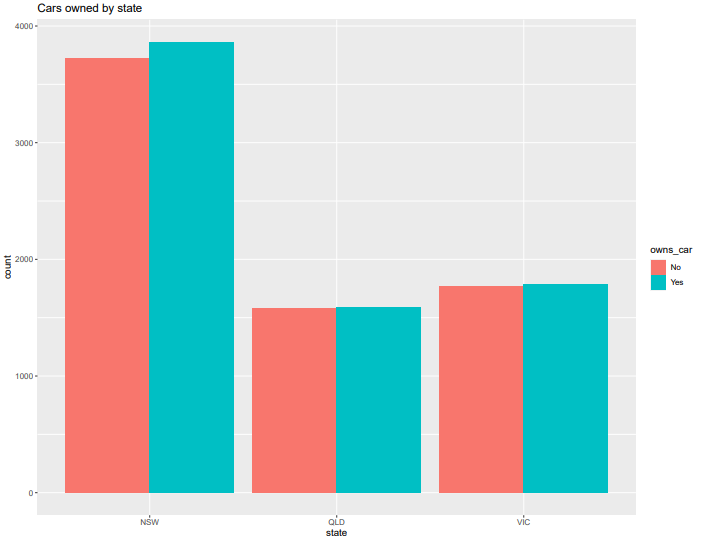 Cars owned by state
4000
3000
2000
1000
0
count
NSW
QLD
VIC
state
owns_car
No
Yes